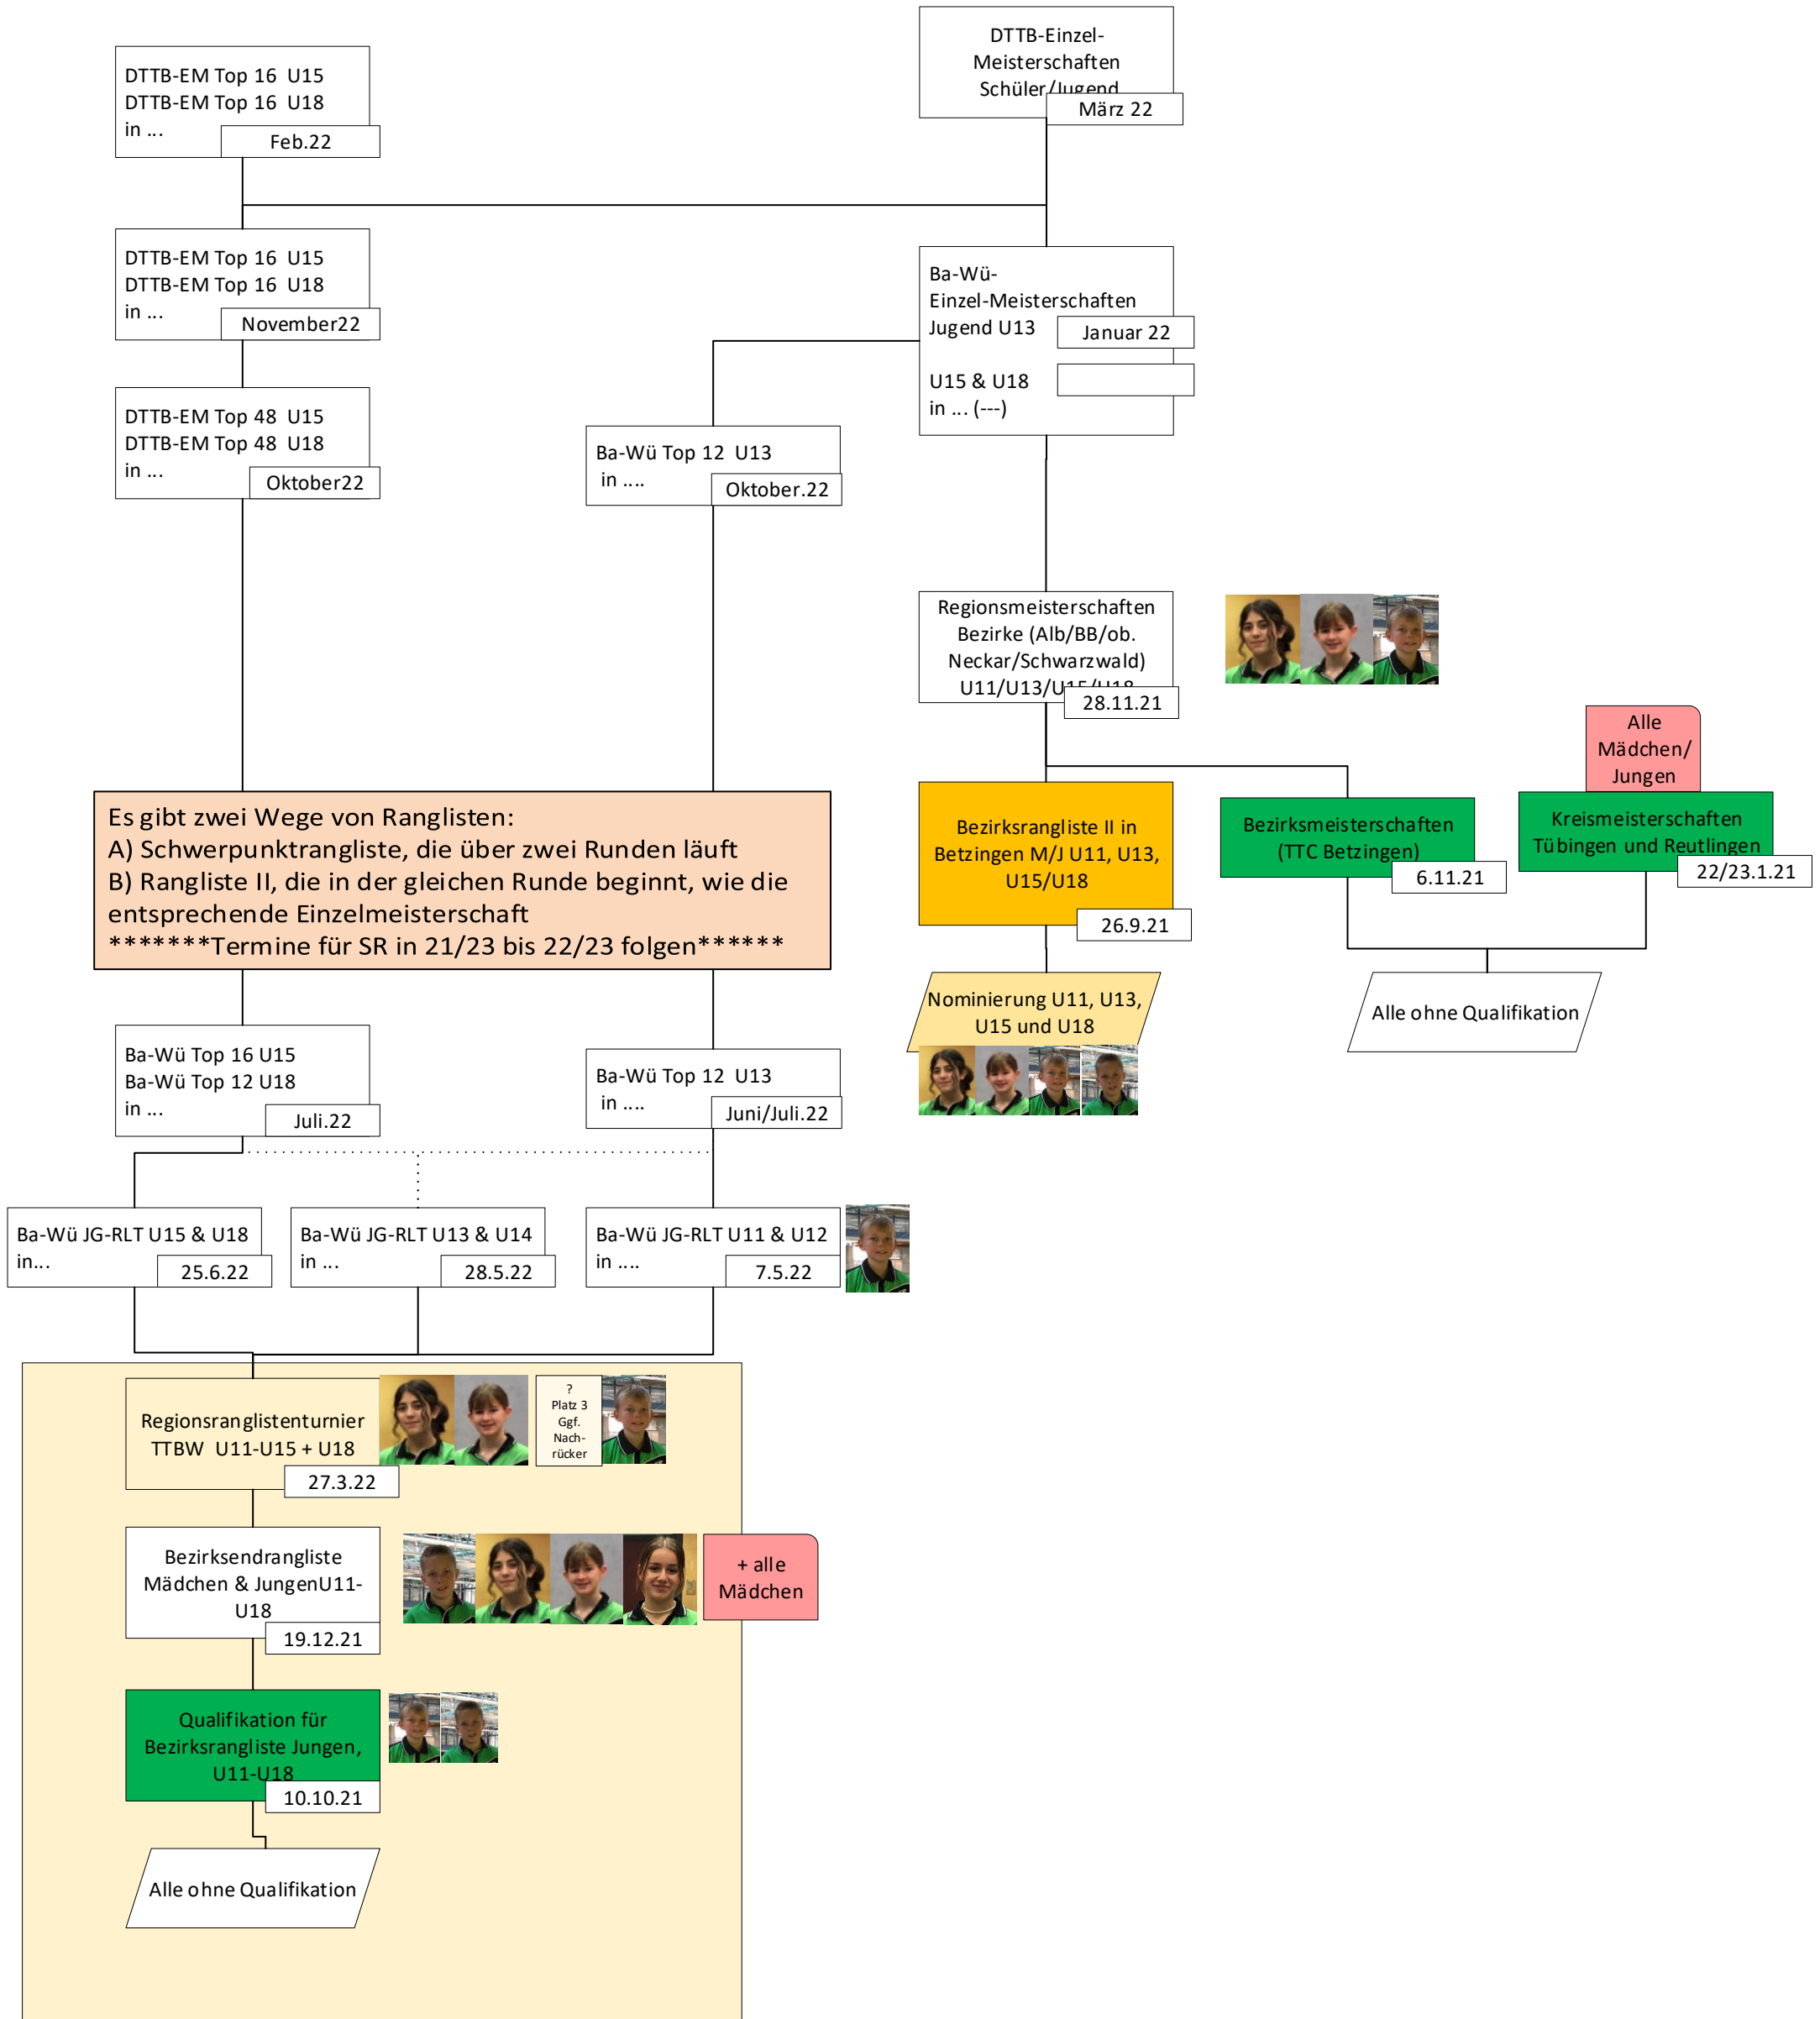 DTTB-Einzel-
Meisterschaften
Schüler/Jugend
März 22
DTTB-EM Top 16 U15
DTTB-EM Top 16 U18
in ...
Feb.22
DTTB-EM Top 16 U15
DTTB-EM Top 16 U18
in ...
November22
Ba-Wü-
Einzel-Meisterschaften
Jugend U13
Januar 22
U15 & U18
in ... (---)
DTTB-EM Top 48 U15
DTTB-EM Top 48 U18
in ...
Oktober22
Ba-Wü Top 12 U13
in ....
Oktober.22
Regionsmeisterschaften
Bezirke (Alb/BB/ob.
Neckar/Schwarzwald)
U11/U13/U15/U18
28.11.21
Alle
Mädchen/
Jungen
Es gibt zwei Wege von Ranglisten:
A) Schwerpunktrangliste, die über zwei Runden läuft
B) Rangliste II, die in der gleichen Runde beginnt, wie die
entsprechende Einzelmeisterschaft
*******Termine für SR in 21/23 bis 22/23 folgen******
Bezirksrangliste II in
Betzingen M/J U11, U13,
U15/U18
26.9.21
Bezirksmeisterschaften
(TTC Betzingen)
6.11.21
Kreismeisterschaften
Tübingen und Reutlingen
22/23.1.21
Nominierung U11, U13,
U15 und U18
Alle ohne Qualifikation
Ba-Wü Top 16 U15
Ba-Wü Top 12 U18
in ...
Juli.22
Ba-Wü Top 12 U13
in ....
Juni/Juli.22
Ba-Wü JG-RLT U15 & U18
in...
25.6.22
Ba-Wü JG-RLT U13 & U14
in ...
28.5.22
Ba-Wü JG-RLT U11 & U12
in ....
7.5.22
Regionsranglistenturnier
TTBW U11-U15 + U18
27.3.22
?
Platz 3
Ggf.
Nach-
rücker
Bezirksendrangliste
Mädchen & JungenU11-
U18
19.12.21
+ alle
Mädchen
Qualifikation für
Bezirksrangliste Jungen,
U11-U18
10.10.21
Alle ohne Qualifikation